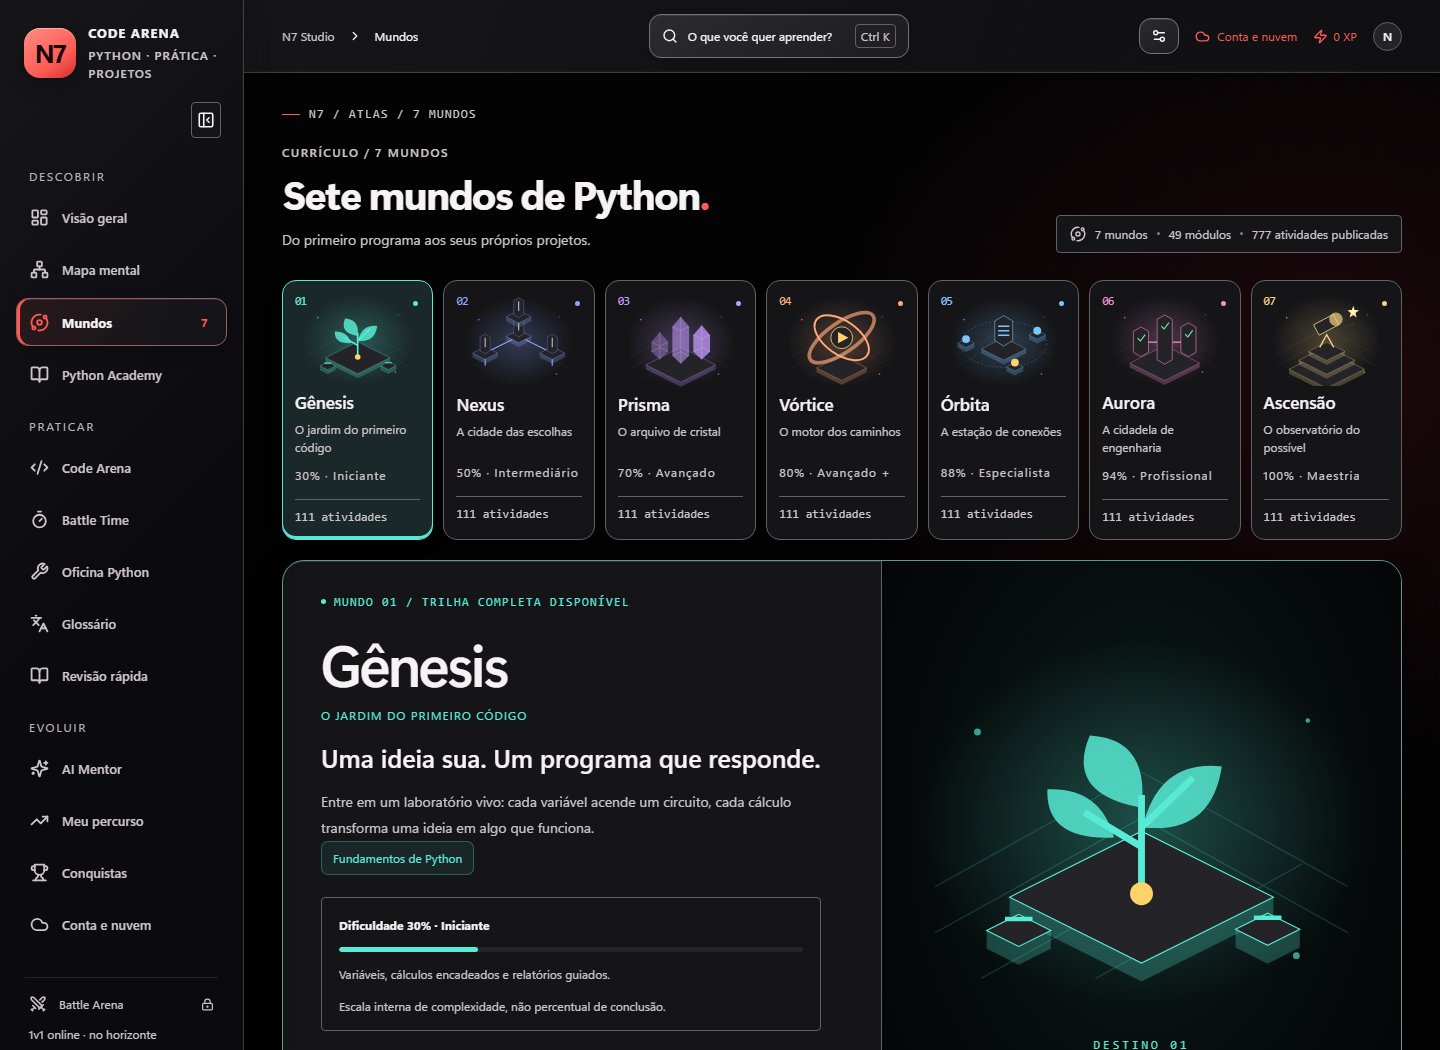 N7
CODE ARENA
PYTHON · PRÁTICA ·
PROJETOS
DESCOBRIR
Visão geral
Mapa mental
Mundos 7
Python Academy
PRATICAR
Code Arena
Battle Time
Oficina Python
Glossário
Revisão rápida
EVOLUIR
AI Mentor
Meu percurso
Conquistas
Conta e nuvem
Battle Arena
1v1 online · no horizonte
N7 Studio > Mundos
O que você quer aprender? Ctrl K
Conta e nuvem
0 XP
N
N7 / ATLAS / 7 MUNDOS
CURRÍCULO / 7 MUNDOS
Sete mundos de Python.
Do primeiro programa aos seus próprios projetos.
7 mundos · 49 módulos · 777 atividades publicadas
01
Gênesis
O jardim do primeiro
código
30% · Iniciante
111 atividades
02
Nexus
A cidade das escolhas
50% · Intermediário
111 atividades
03
Prisma
O arquivo de cristal
70% · Avançado
111 atividades
04
Vórtice
O motor dos caminhos
80% · Avançado +
111 atividades
05
Órbita
A estação de conexões
88% · Especialista
111 atividades
06
Aurora
A cidadela de
engenharia
94% · Profissional
111 atividades
07
Ascensão
O observatório do
possível
100% · Maestria
111 atividades
MUNDO 01 / TRILHA COMPLETA DISPONÍVEL
Gênesis
O JARDIM DO PRIMEIRO CÓDIGO
Uma ideia sua. Um programa que responde.
Entre em um laboratório vivo: cada variável acende um circuito, cada cálculo
transforma uma ideia em algo que funciona.
Fundamentos de Python
Dificuldade 30% · Iniciante
Variáveis, cálculos encadeados e relatórios guiados.
Escala interna de complexidade, não percentual de conclusão.
DESTINO 01